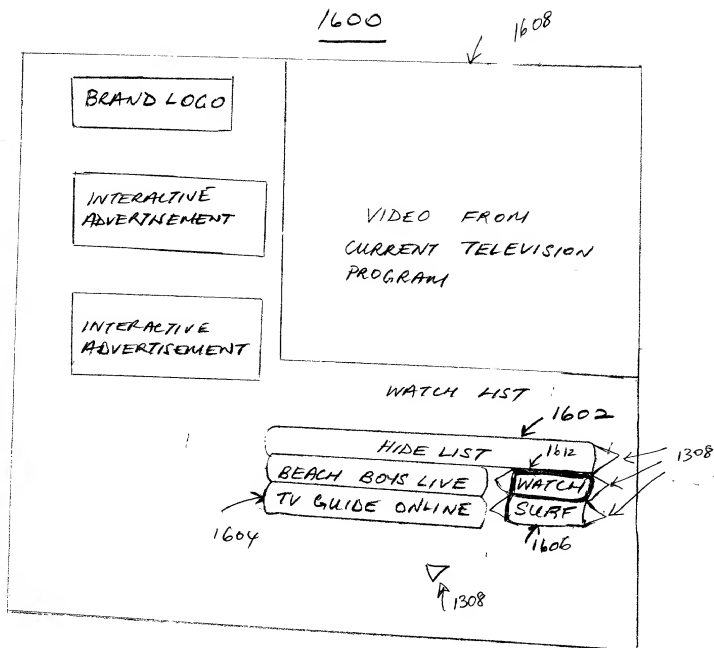 1600
1608
BRAND LOGO
INTERACTIVE
ADVERTISEMENT
VIDEO FROM
CURRENT TELEVISION
PROGRAM
INTERACTIVE
ADVERTISEMENT
WATCH LIST
1602
HIDE LIST
1612
1308
BEACH BOYS LIVE
WATCH
TV GUIDE ONLINE
SURF
1604
1606
1308